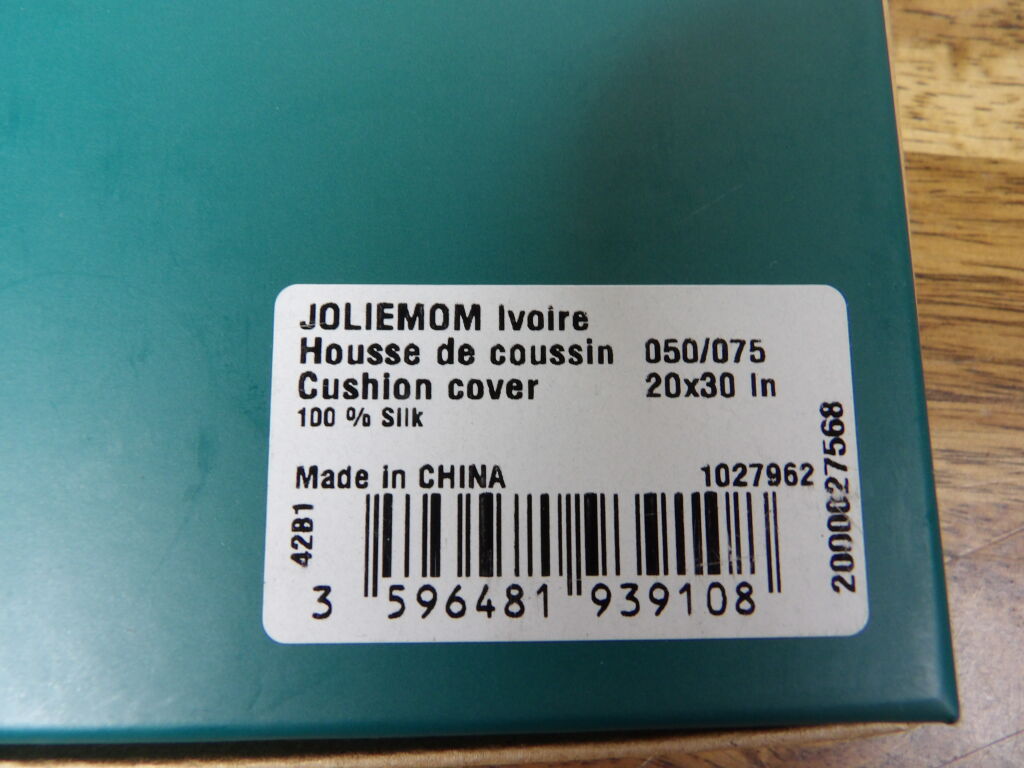 JOLIEMOM Ivoire
Housse de coussin 050/075
Cushion cover 20x30 In
100 % Silk
Made in CHINA 1027962
42B1
3 596481 939108
2000027568